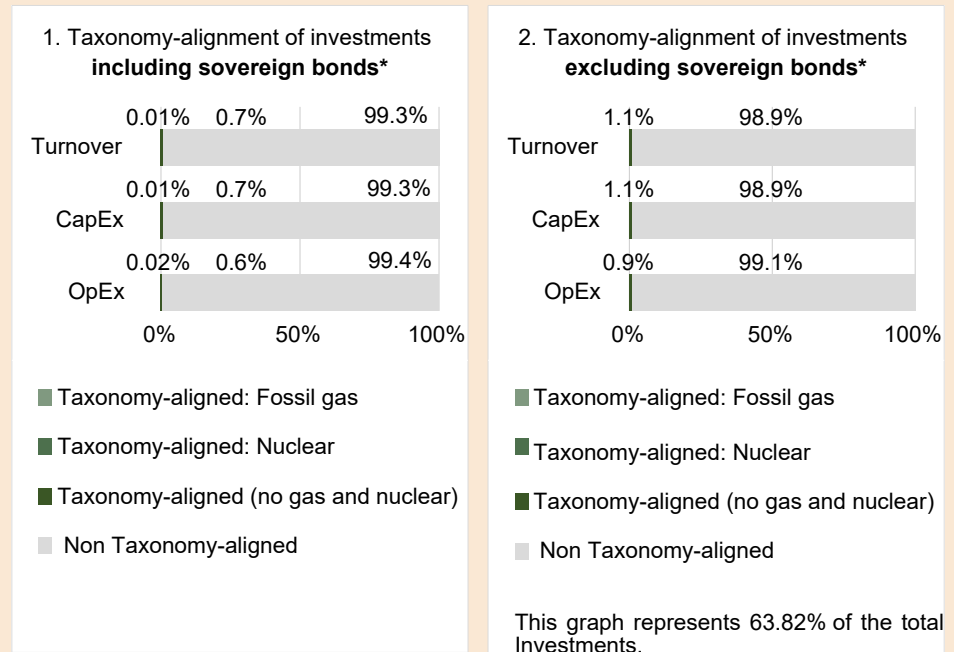 1. Taxonomy-alignment of investments
including sovereign bonds*
0.01% 0.7% 99.3%
Turnover
0.01% 0.7% 99.3%
CapEx
0.02% 0.6% 99.4%
OpEx
0% 50% 100%
Taxonomy-aligned: Fossil gas
Taxonomy-aligned: Nuclear
Taxonomy-aligned (no gas and nuclear)
Non Taxonomy-aligned
2. Taxonomy-alignment of investments
excluding sovereign bonds*
1.1% 98.9%
Turnover
1.1% 98.9%
CapEx
0.9% 99.1%
OpEx
0% 50% 100%
Taxonomy-aligned: Fossil gas
Taxonomy-aligned: Nuclear
Taxonomy-aligned (no gas and nuclear)
Non Taxonomy-aligned
This graph represents 63.82% of the total
Investments.